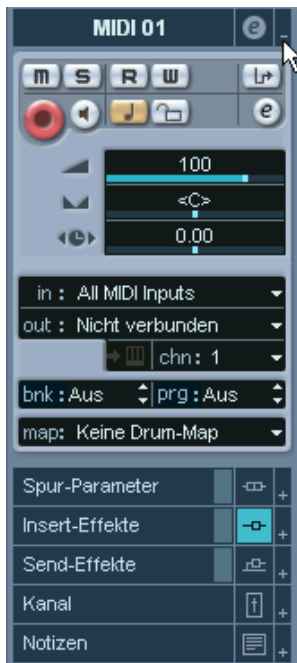 MIDI 01 e
M S R W
e
100
<C>
0.00
in : All MIDI Inputs
out : Nicht verbunden
chn : 1
bnk : Aus prg : Aus
map: Keine Drum-Map
Spur-Parameter +
Insert-Effekte +
Send-Effekte +
Kanal +
Notizen +